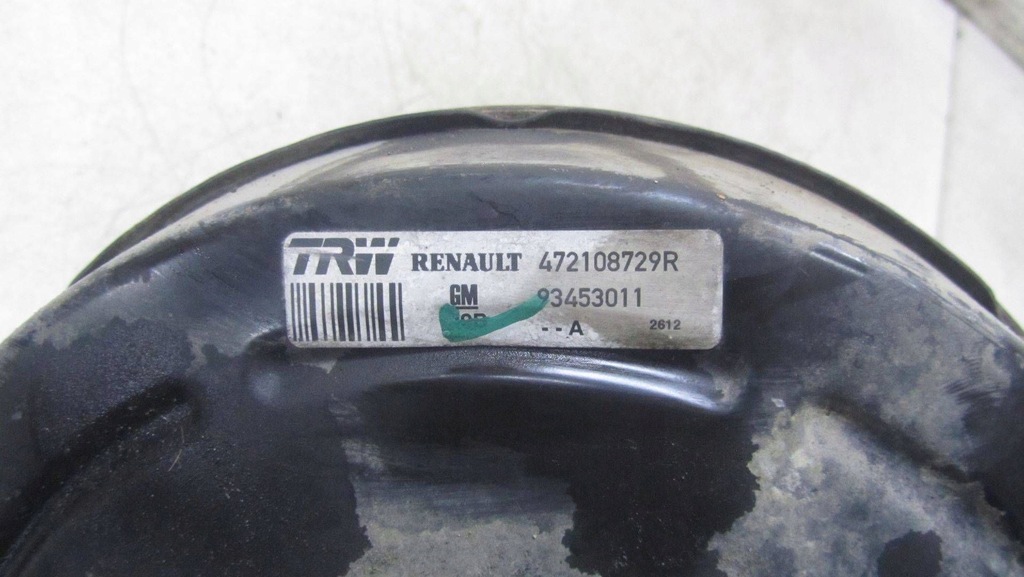 TRW RENAULT 472108729R
GM 93453011
--A 2612